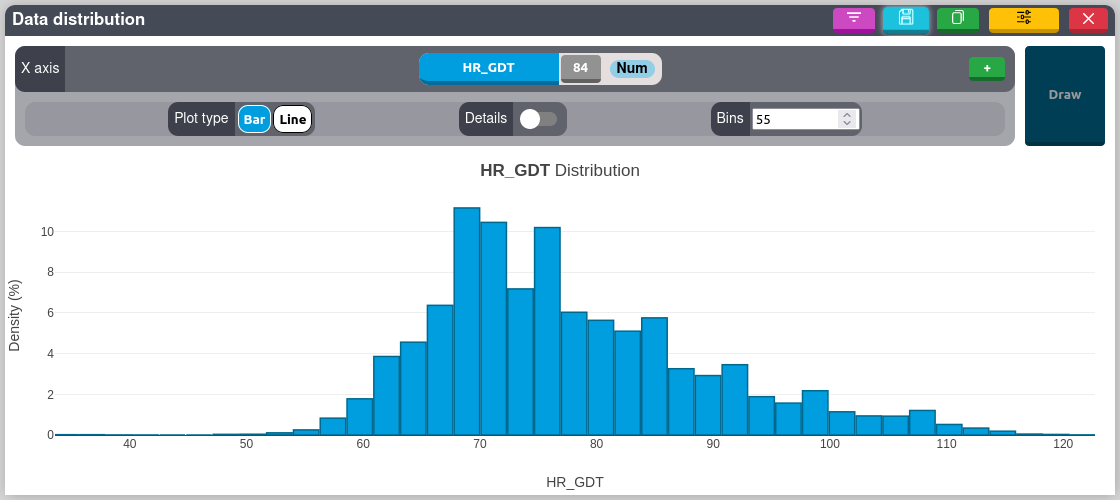 Data distribution
X axis
HR_GDT 84 Num
+
Draw
Plot type Bar Line
Details
Bins 55
HR_GDT Distribution
10
8
6
4
2
0
Density (%)
40 50 60 70 80 90 100 110 120
HR_GDT